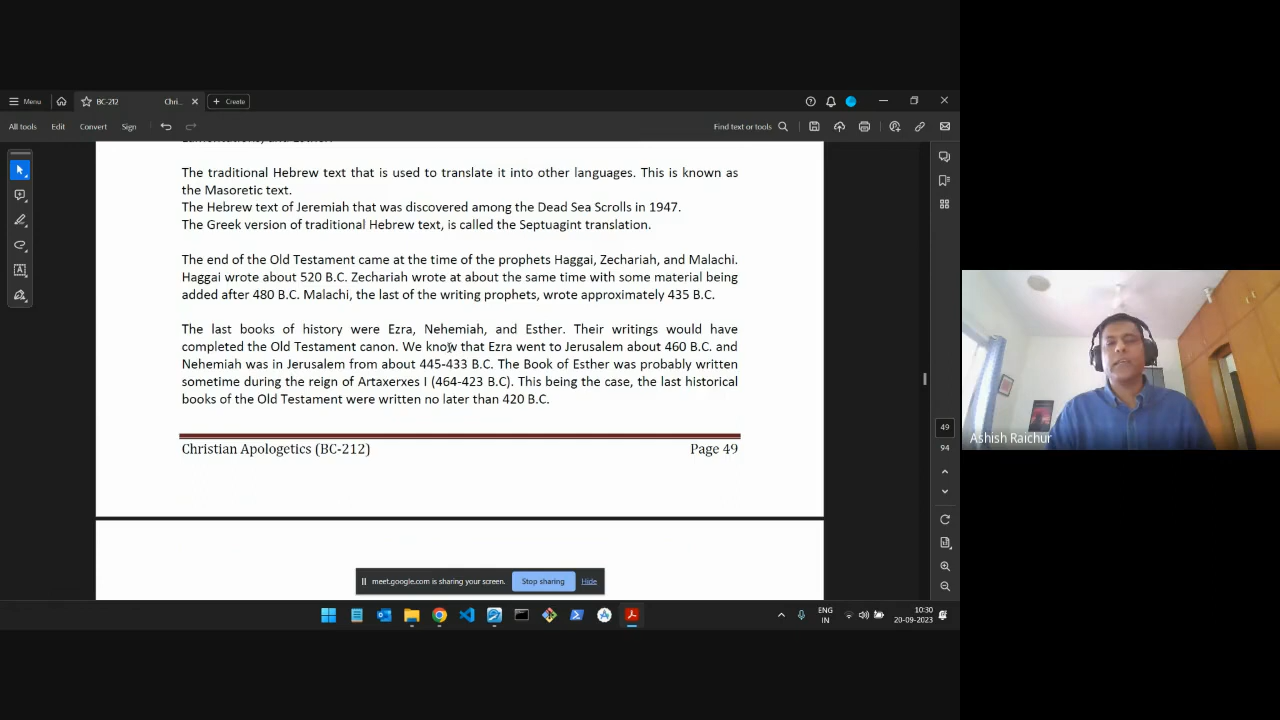 Menu
BC-212
Chri...
Create
All tools
Edit
Convert
Sign
Find text or tools
The traditional Hebrew text that is used to translate it into other languages. This is known as
the Masoretic text.
The Hebrew text of Jeremiah that was discovered among the Dead Sea Scrolls in 1947.
The Greek version of traditional Hebrew text, is called the Septuagint translation.
The end of the Old Testament came at the time of the prophets Haggai, Zechariah, and Malachi.
Haggai wrote about 520 B.C. Zechariah wrote at about the same time with some material being
added after 480 B.C. Malachi, the last of the writing prophets, wrote approximately 435 B.C.
The last books of history were Ezra, Nehemiah, and Esther. Their writings would have
completed the Old Testament canon. We know that Ezra went to Jerusalem about 460 B.C. and
Nehemiah was in Jerusalem from about 445-433 B.C. The Book of Esther was probably written
sometime during the reign of Artaxerxes I (464-423 B.C). This being the case, the last historical
books of the Old Testament were written no later than 420 B.C.
Christian Apologetics (BC-212)
Page 49
49
94
Ashish Raichur
meet.google.com is sharing your screen.
Stop sharing
Hide
ENG
IN
10:30
20-09-2023